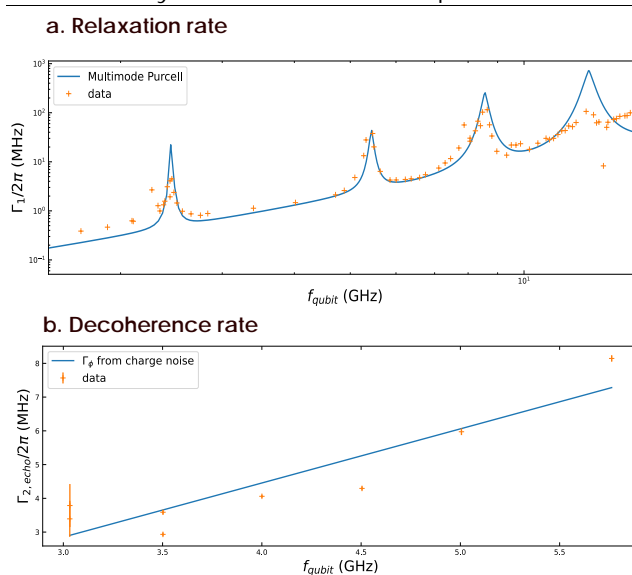 a. Relaxation rate
Multimode Purcell
data
10³
10²
10¹
10⁰
10⁻¹
Γ₁/2π (MHz)
10¹
f_qubit (GHz)
b. Decoherence rate
Γ_ϕ from charge noise
data
8
7
6
5
4
3
Γ_2, echo/2π (MHz)
3.0 3.5 4.0 4.5 5.0 5.5
f_qubit (GHz)